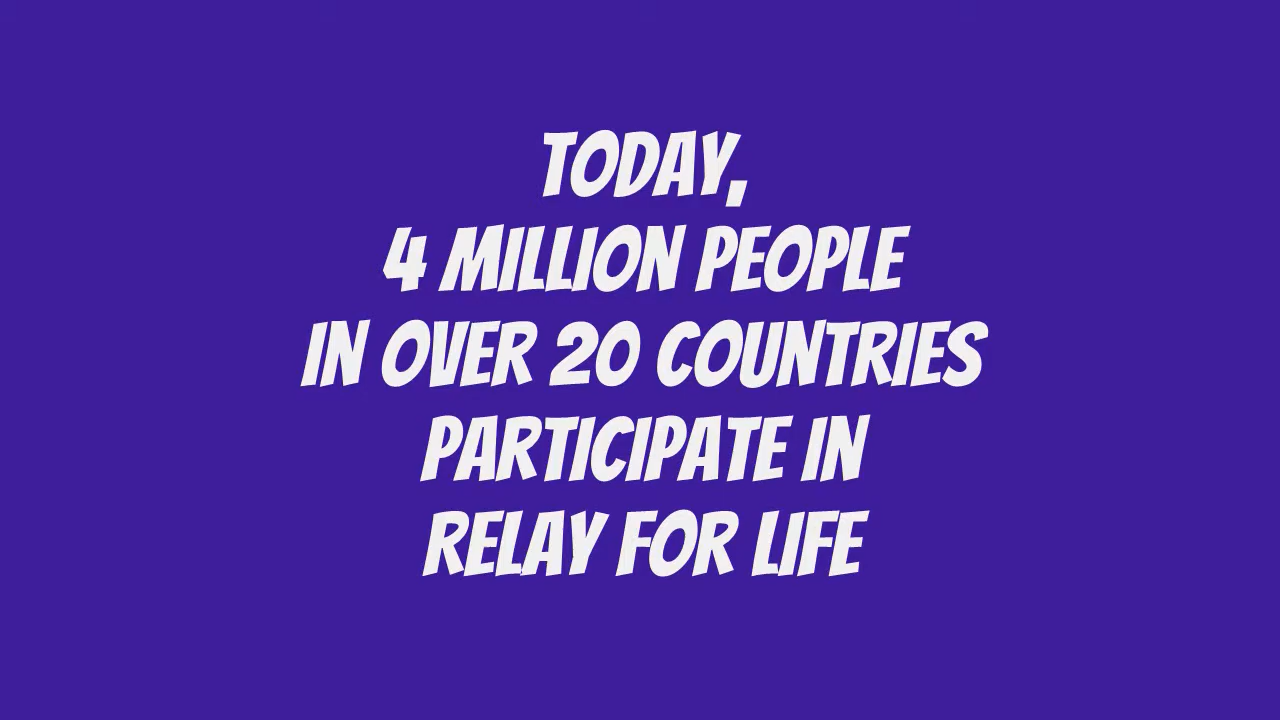 TODAY,
4 MILLION PEOPLE
IN OVER 20 COUNTRIES
PARTICIPATE IN
RELAY FOR LIFE